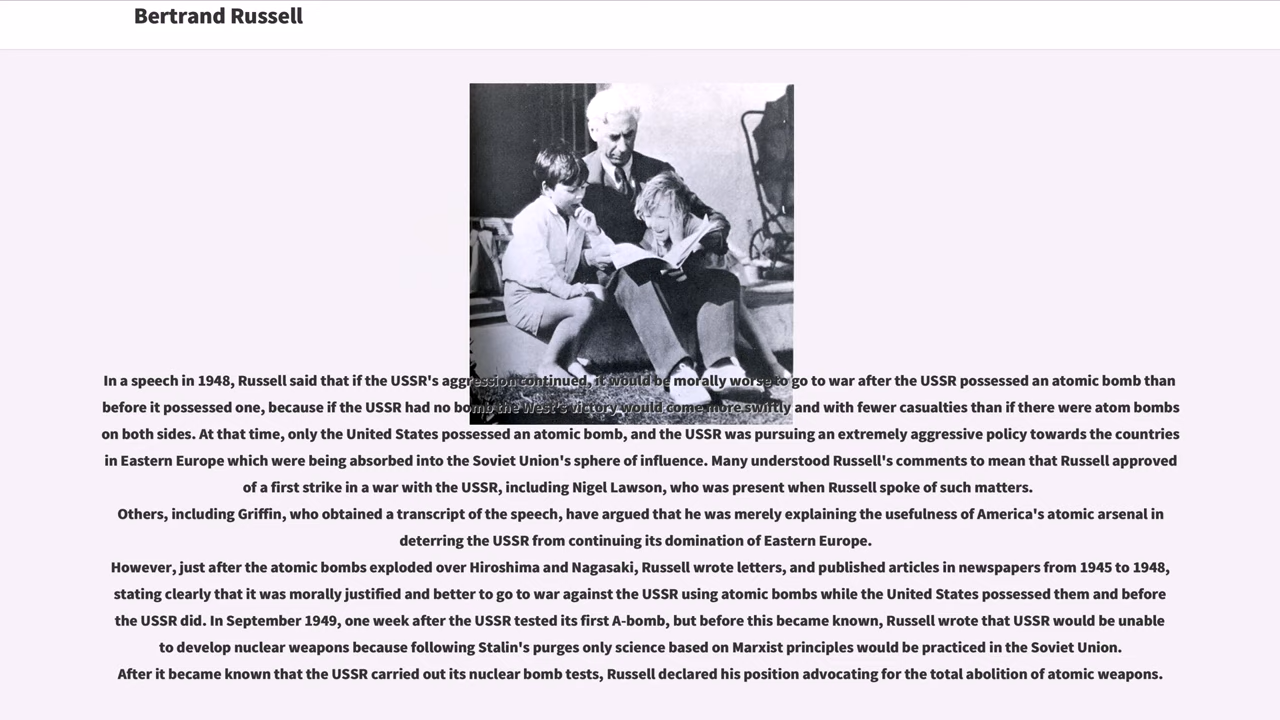 Bertrand Russell
In a speech in 1948, Russell said that if the USSR's aggression continued, it would be morally worse to go to war after the USSR possessed an atomic bomb than
before it possessed one, because if the USSR had no bomb the West's victory would come more swiftly and with fewer casualties than if there were atom bombs
on both sides. At that time, only the United States possessed an atomic bomb, and the USSR was pursuing an extremely aggressive policy towards the countries
in Eastern Europe which were being absorbed into the Soviet Union's sphere of influence. Many understood Russell's comments to mean that Russell approved
of a first strike in a war with the USSR, including Nigel Lawson, who was present when Russell spoke of such matters.
Others, including Griffin, who obtained a transcript of the speech, have argued that he was merely explaining the usefulness of America's atomic arsenal in
deterring the USSR from continuing its domination of Eastern Europe.
However, just after the atomic bombs exploded over Hiroshima and Nagasaki, Russell wrote letters, and published articles in newspapers from 1945 to 1948,
stating clearly that it was morally justified and better to go to war against the USSR using atomic bombs while the United States possessed them and before
the USSR did. In September 1949, one week after the USSR tested its first A-bomb, but before this became known, Russell wrote that USSR would be unable
to develop nuclear weapons because following Stalin's purges only science based on Marxist principles would be practiced in the Soviet Union.
After it became known that the USSR carried out its nuclear bomb tests, Russell declared his position advocating for the total abolition of atomic weapons.